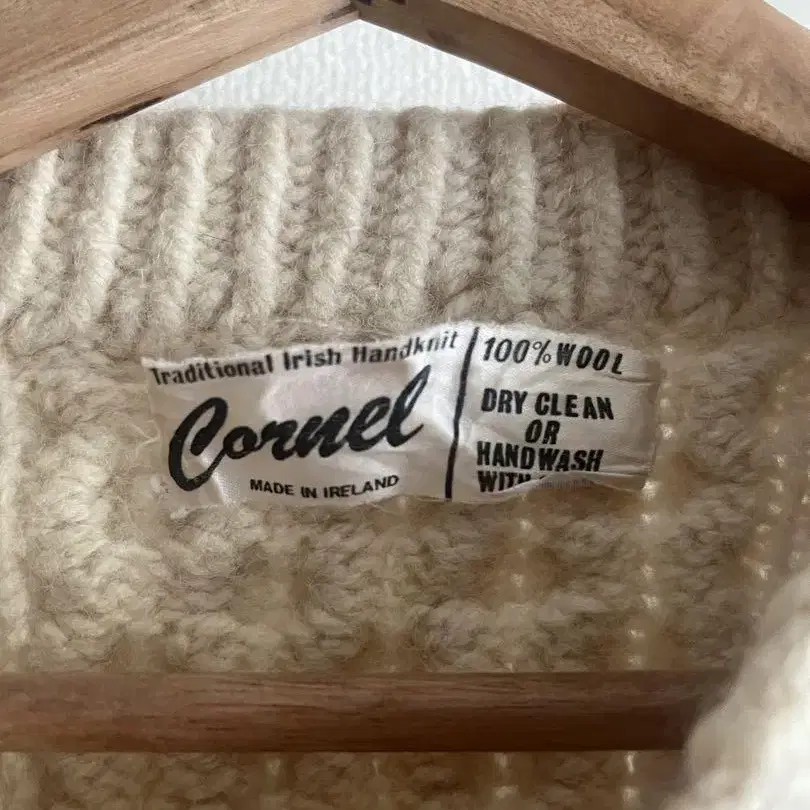 Traditional Irish Handknit
Cornel
MADE IN IRELAND
100% WOOL
DRY CLEAN
OR
HANDWASH
WITH